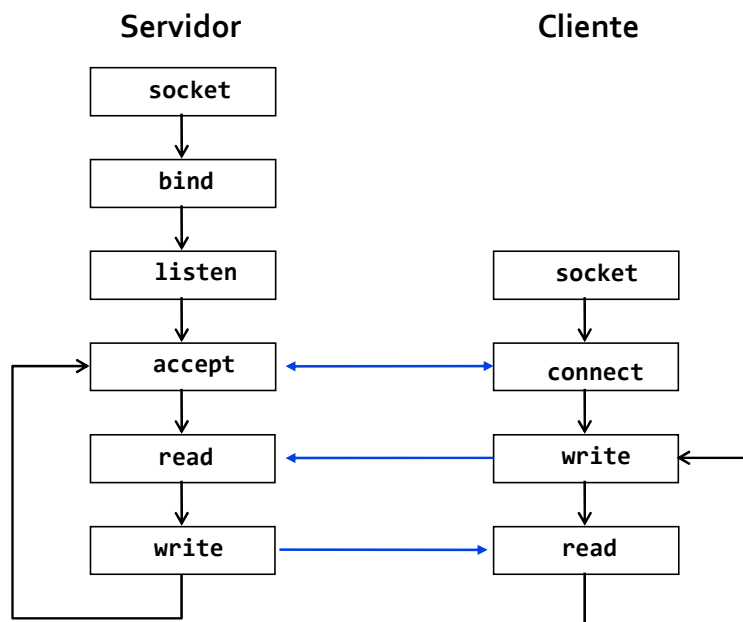 Servidor
Cliente
socket
bind
listen
socket
accept
connect
read
write
write
read